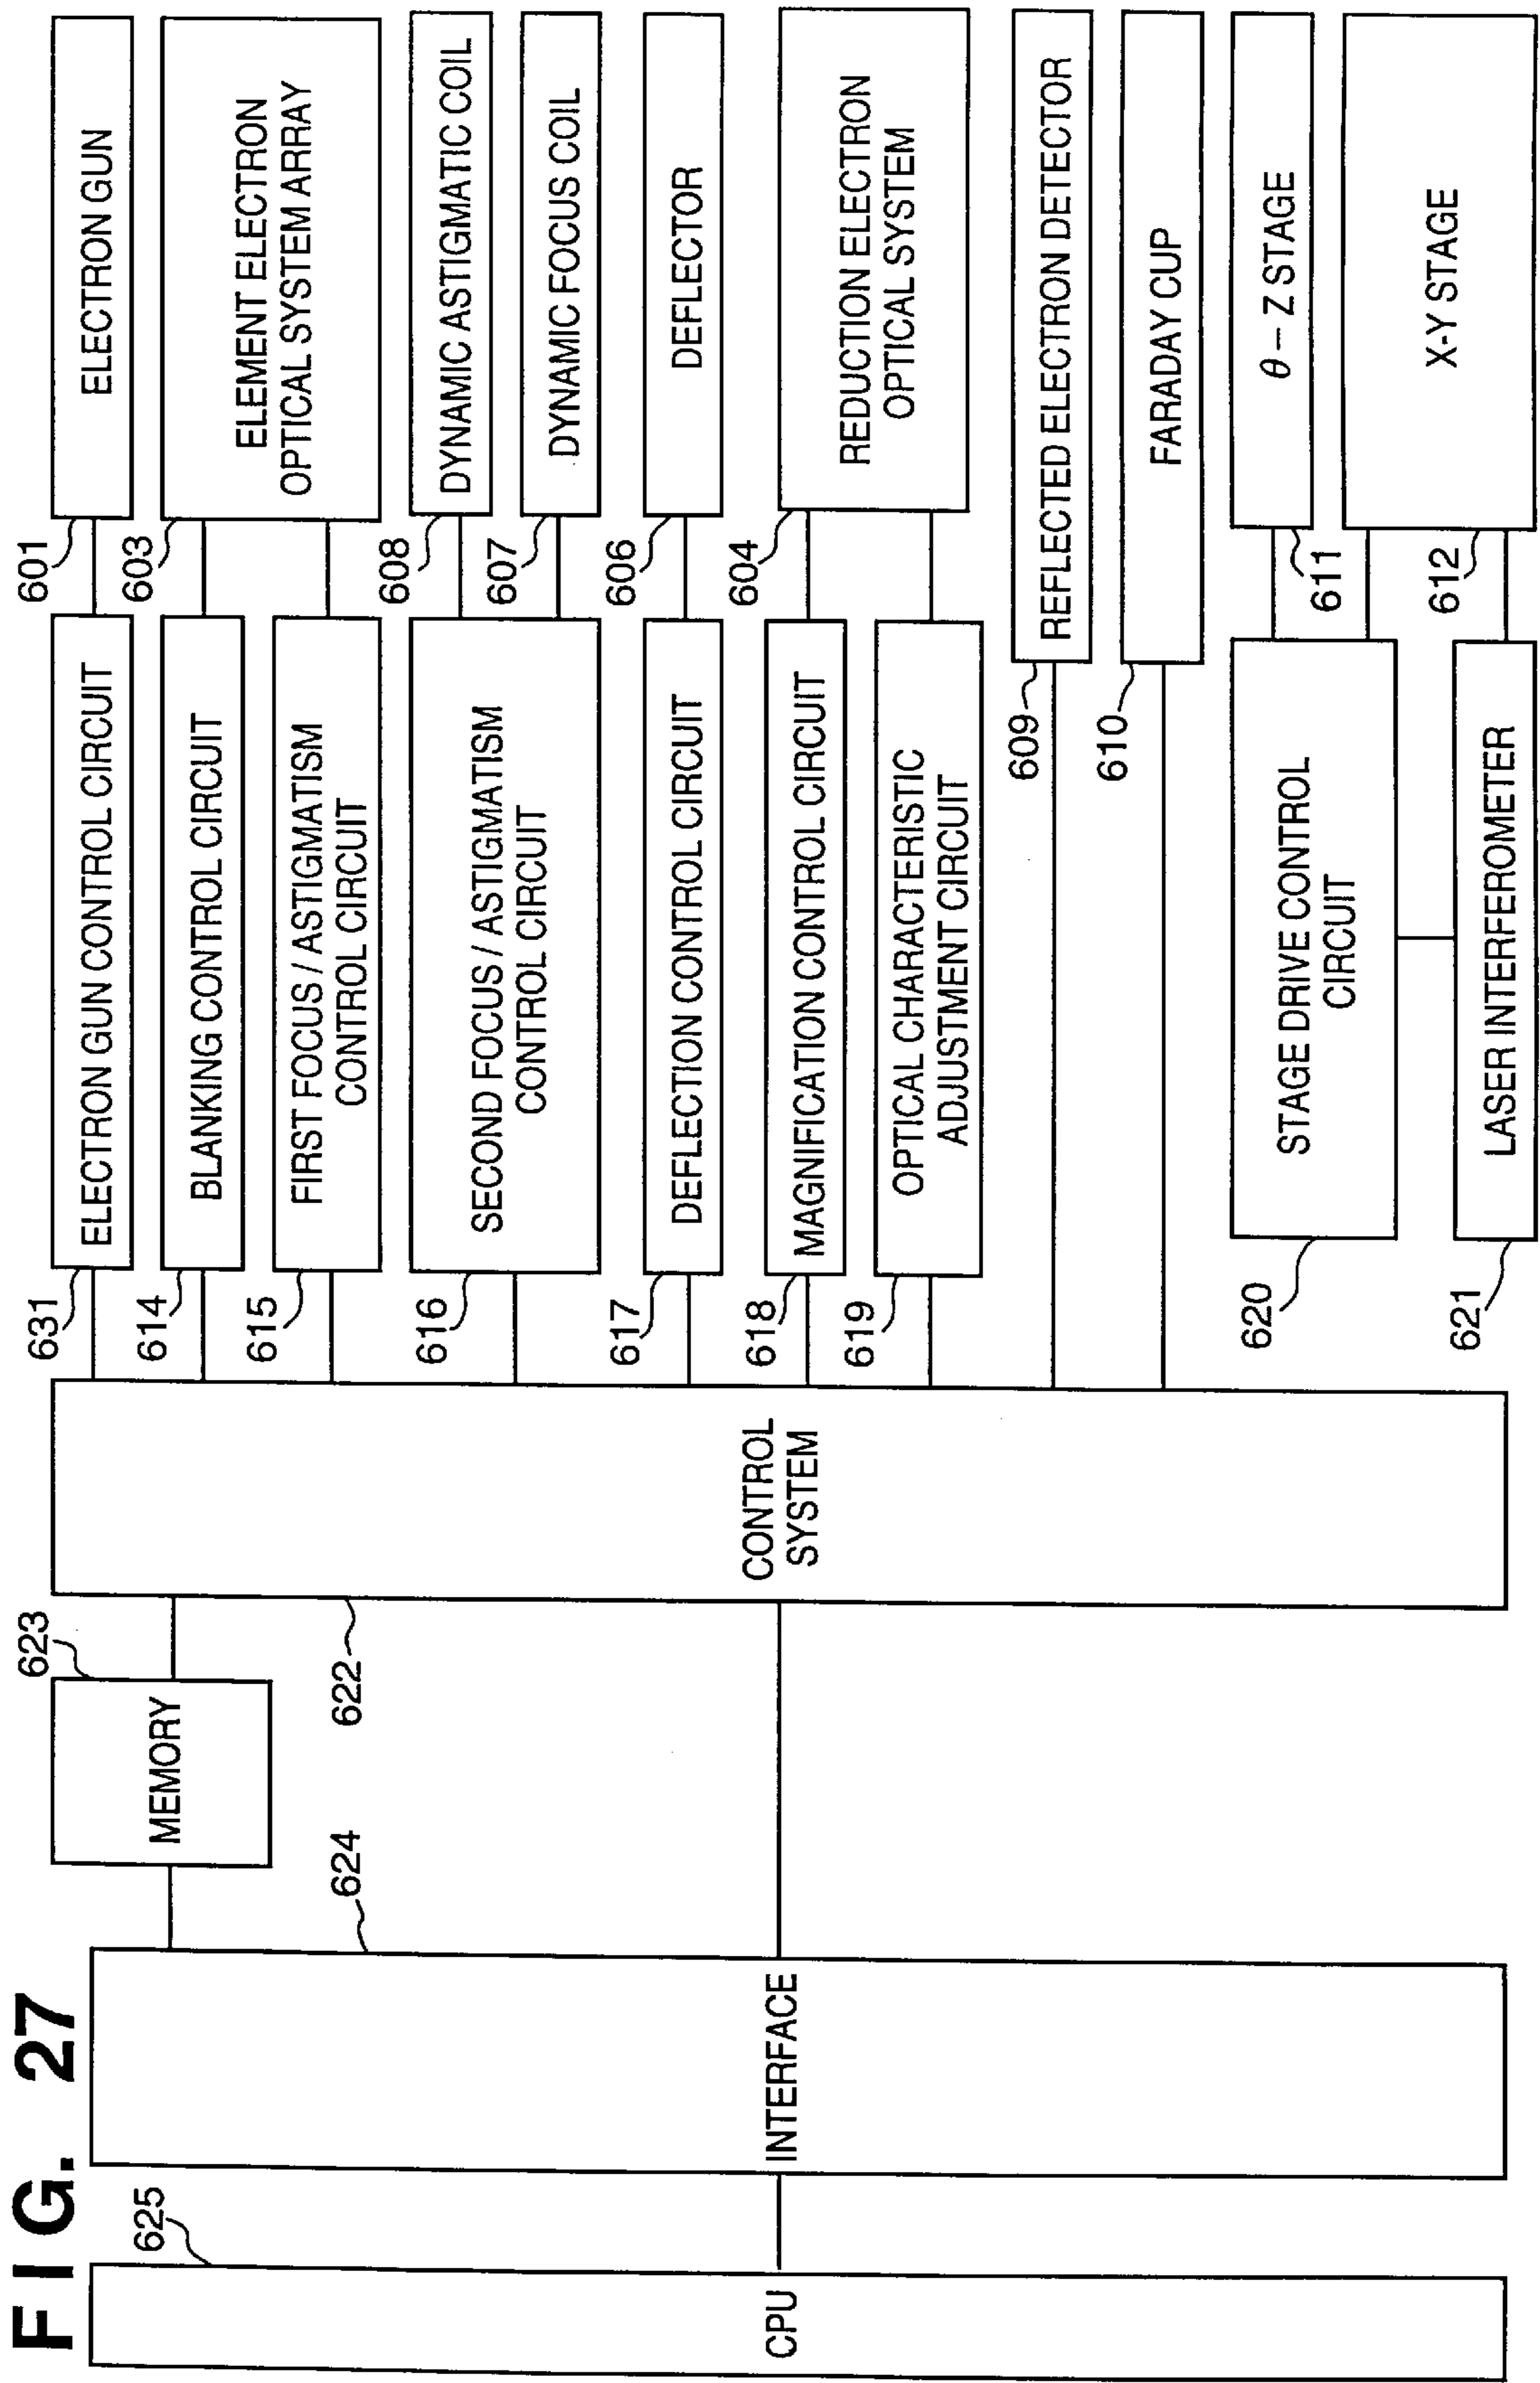 FIG. 27
625
CPU
624
INTERFACE
623
MEMORY
622
CONTROL
SYSTEM
631
ELECTRON GUN CONTROL CIRCUIT
601
ELECTRON GUN
614
BLANKING CONTROL CIRCUIT
603
ELEMENT ELECTRON
OPTICAL SYSTEM ARRAY
615
FIRST FOCUS / ASTIGMATISM
CONTROL CIRCUIT
616
SECOND FOCUS / ASTIGMATISM
CONTROL CIRCUIT
608
DYNAMIC ASTIGMATIC COIL
607
DYNAMIC FOCUS COIL
617
DEFLECTION CONTROL CIRCUIT
606
DEFLECTOR
618
MAGNIFICATION CONTROL CIRCUIT
604
REDUCTION ELECTRON
OPTICAL SYSTEM
619
OPTICAL CHARACTERISTIC
ADJUSTMENT CIRCUIT
609
REFLECTED ELECTRON DETECTOR
610
FARADAY CUP
620
STAGE DRIVE CONTROL
CIRCUIT
611
θ – Z STAGE
612
X-Y STAGE
621
LASER INTERFEROMETER